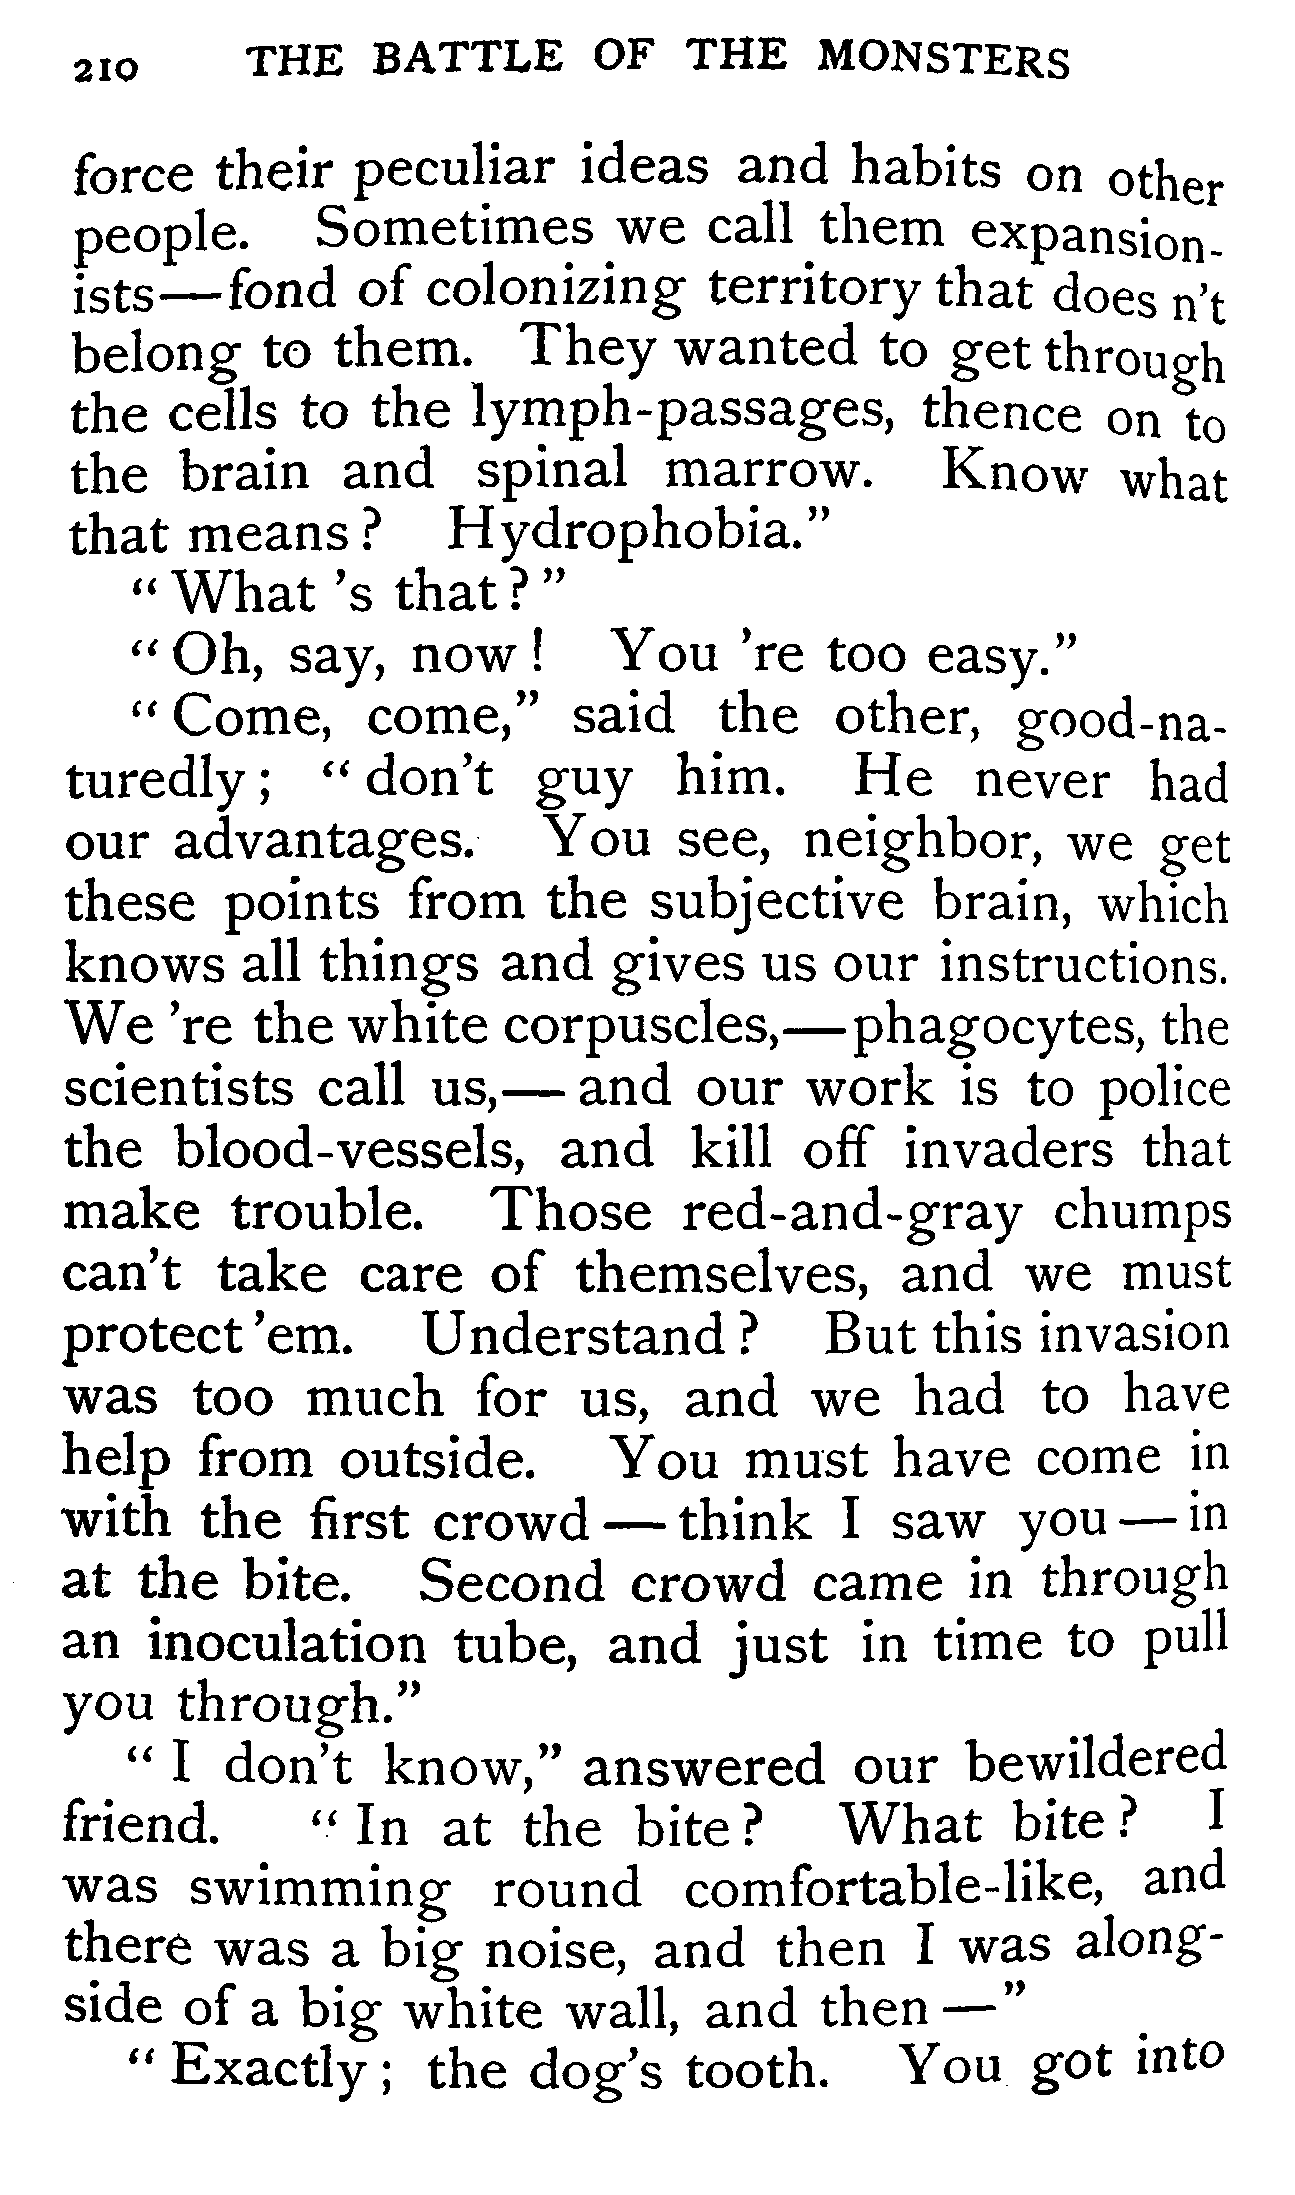 210 THE BATTLE OF THE MONSTERS
force their peculiar ideas and habits on other
people. Sometimes we call them expansion-
ists—fond of colonizing territory that does n't
belong to them. They wanted to get through
the cells to the lymph-passages, thence on to
the brain and spinal marrow. Know what
that means? Hydrophobia."
"What 's that?"
"Oh, say, now! You 're too easy."
"Come, come," said the other, good-na-
turedly; "don't guy him. He never had
our advantages. You see, neighbor, we get
these points from the subjective brain, which
knows all things and gives us our instructions.
We 're the white corpuscles,—phagocytes, the
scientists call us,—and our work is to police
the blood-vessels, and kill off invaders that
make trouble. Those red-and-gray chumps
can't take care of themselves, and we must
protect 'em. Understand? But this invasion
was too much for us, and we had to have
help from outside. You must have come in
with the first crowd—think I saw you—in
at the bite. Second crowd came in through
an inoculation tube, and just in time to pull
you through."
"I don't know," answered our bewildered
friend. "In at the bite? What bite? I
was swimming round comfortable-like, and
there was a big noise, and then I was along-
side of a big white wall, and then—"
"Exactly; the dog's tooth. You got into